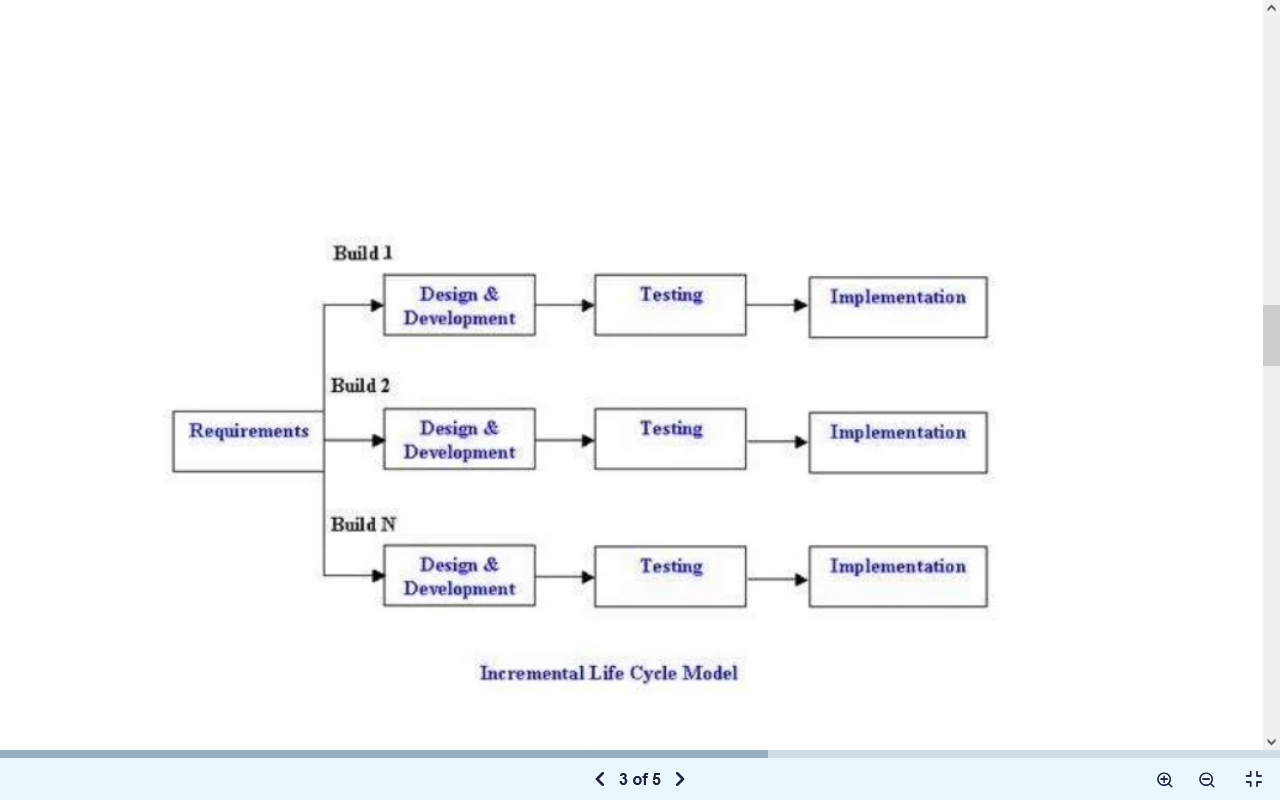 Build 1
Design &
Development
Testing
Implementation
Build 2
Requirements
Design &
Development
Testing
Implementation
Build N
Design &
Development
Testing
Implementation
Incremental Life Cycle Model
3 of 5